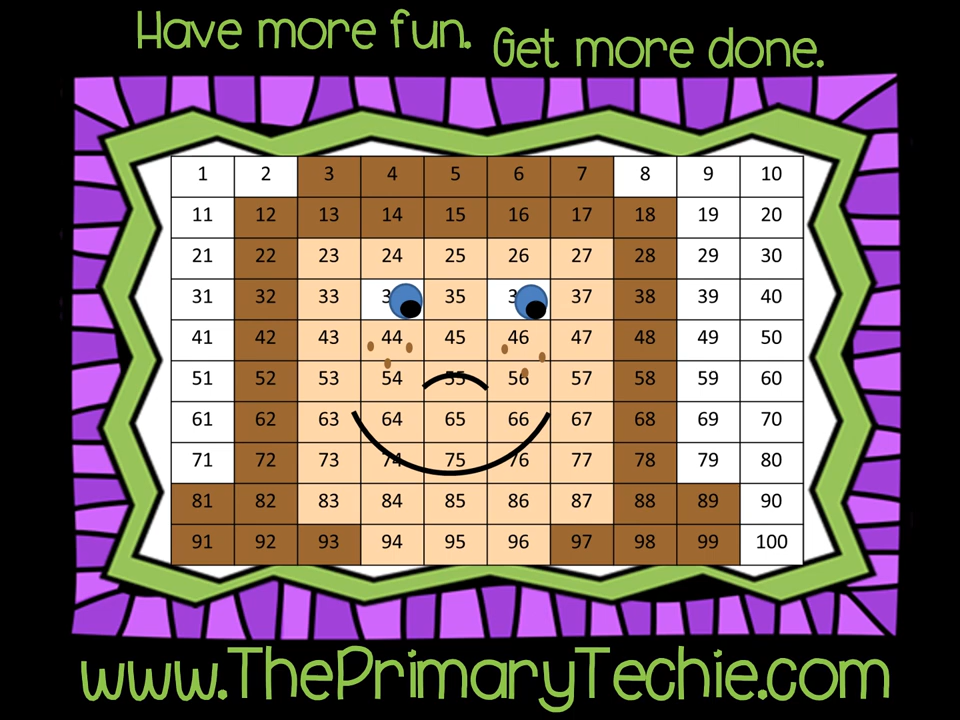 Have more fun.
Get more done.
1 2 3 4 5 6 7 8 9 10
11 12 13 14 15 16 17 18 19 20
21 22 23 24 25 26 27 28 29 30
31 32 33 3 35 3 37 38 39 40
41 42 43 44 45 46 47 48 49 50
51 52 53 54 55 56 57 58 59 60
61 62 63 64 65 66 67 68 69 70
71 72 73 74 75 76 77 78 79 80
81 82 83 84 85 86 87 88 89 90
91 92 93 94 95 96 97 98 99 100
www.ThePrimaryTechie.com